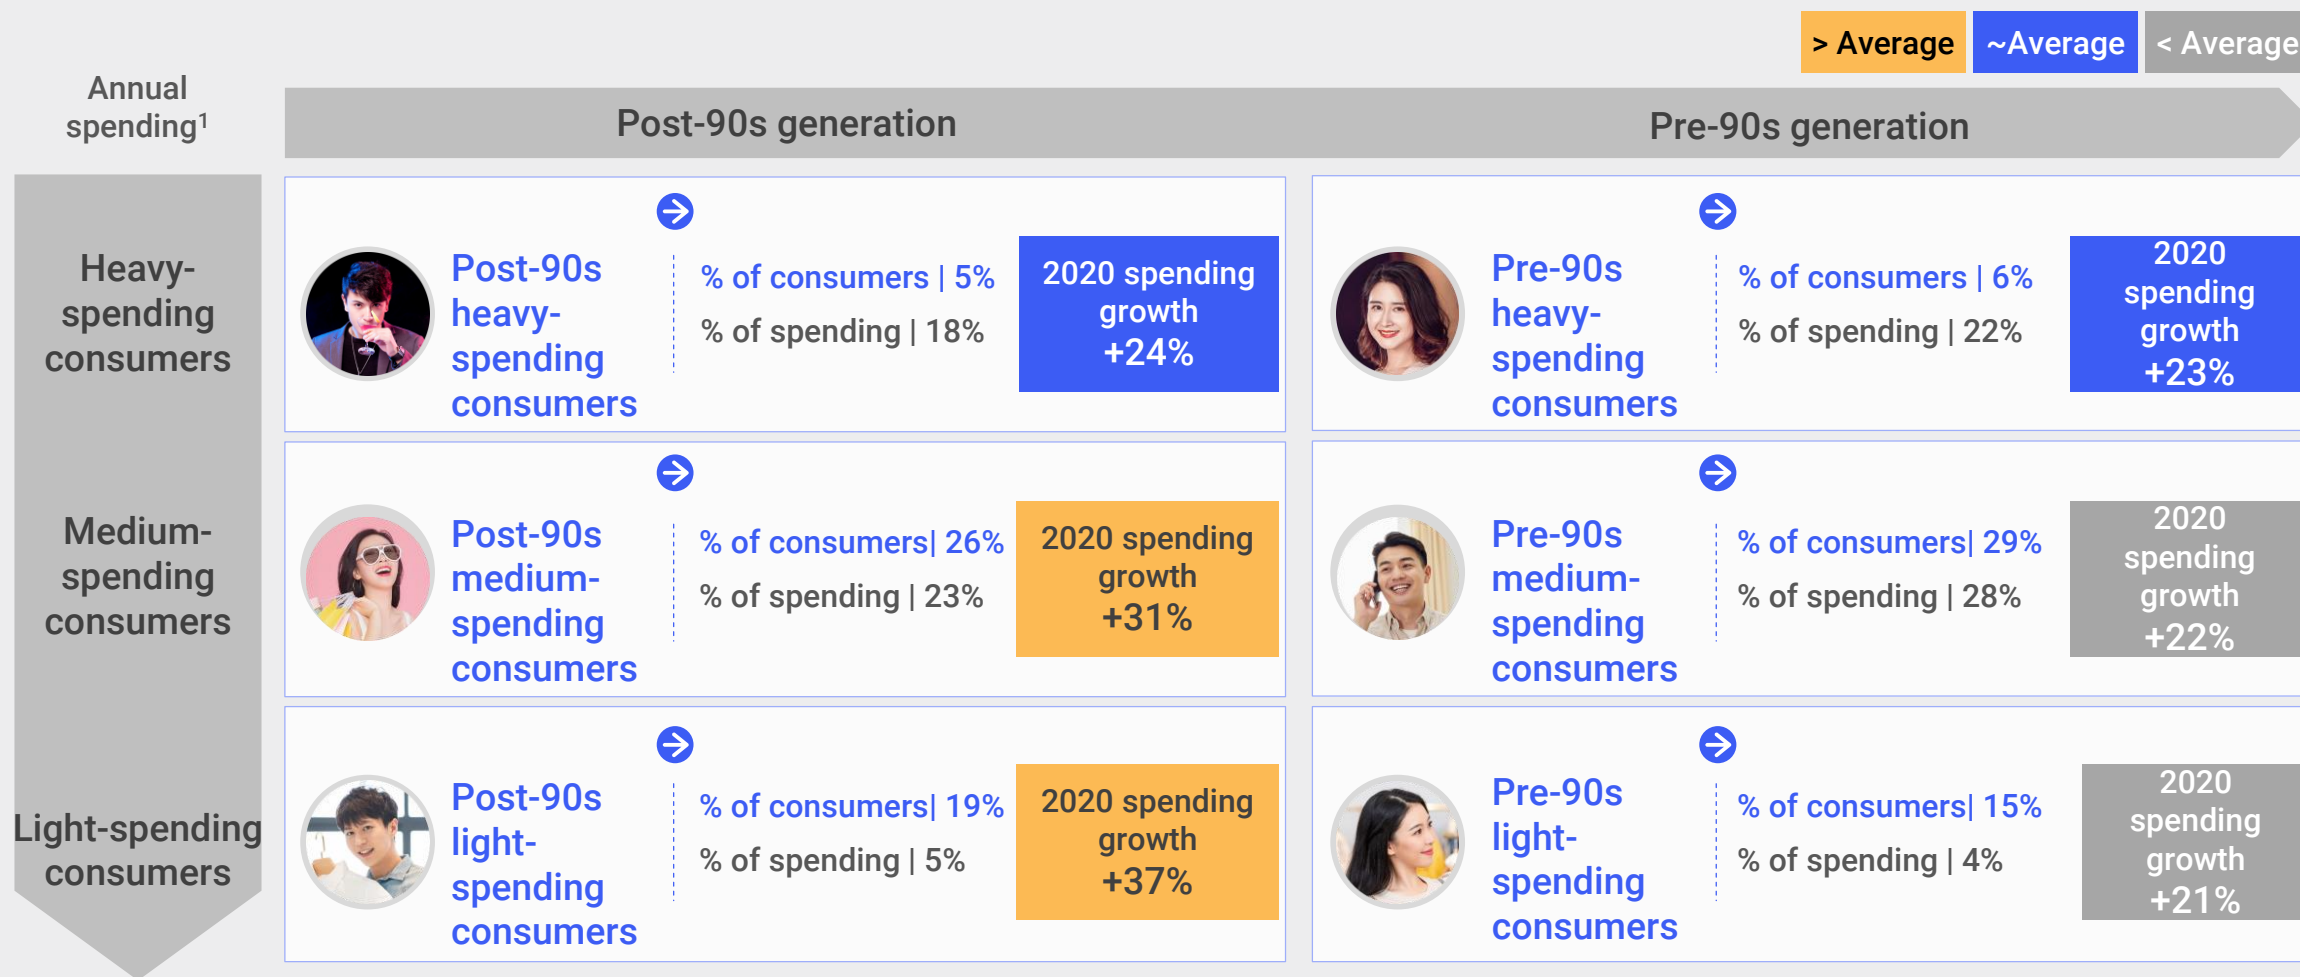 > Average
~Average
< Average
Annual
spending¹
Post-90s generation
Pre-90s generation
Heavy-
spending
consumers
Post-90s
heavy-
spending
consumers
% of consumers | 5%
% of spending | 18%
2020 spending
growth
+24%
Pre-90s
heavy-
spending
consumers
% of consumers | 6%
% of spending | 22%
2020
spending
growth
+23%
Medium-
spending
consumers
Post-90s
medium-
spending
consumers
% of consumers| 26%
% of spending | 23%
2020 spending
growth
+31%
Pre-90s
medium-
spending
consumers
% of consumers| 29%
% of spending | 28%
2020
spending
growth
+22%
Light-spending
consumers
Post-90s
light-
spending
consumers
% of consumers| 19%
% of spending | 5%
2020 spending
growth
+37%
Pre-90s
light-
spending
consumers
% of consumers| 15%
% of spending | 4%
2020
spending
growth
+21%